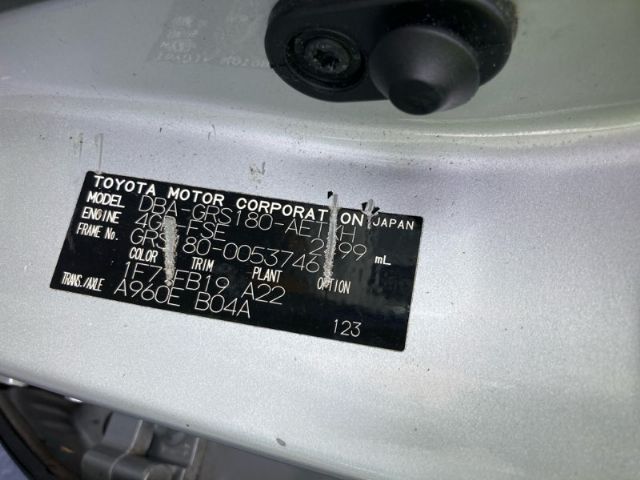 TOYOTA MOTOR CORPORATION JAPAN
MODEL DBA-GRS180-AETXH
ENGINE 4GR-FSE 2499 mL
FRAME No. GRS180-0053746
COLOR TRIM PLANT OPTION
1F7 FB19 A22
TRANS./AXLE A960E B04A
123